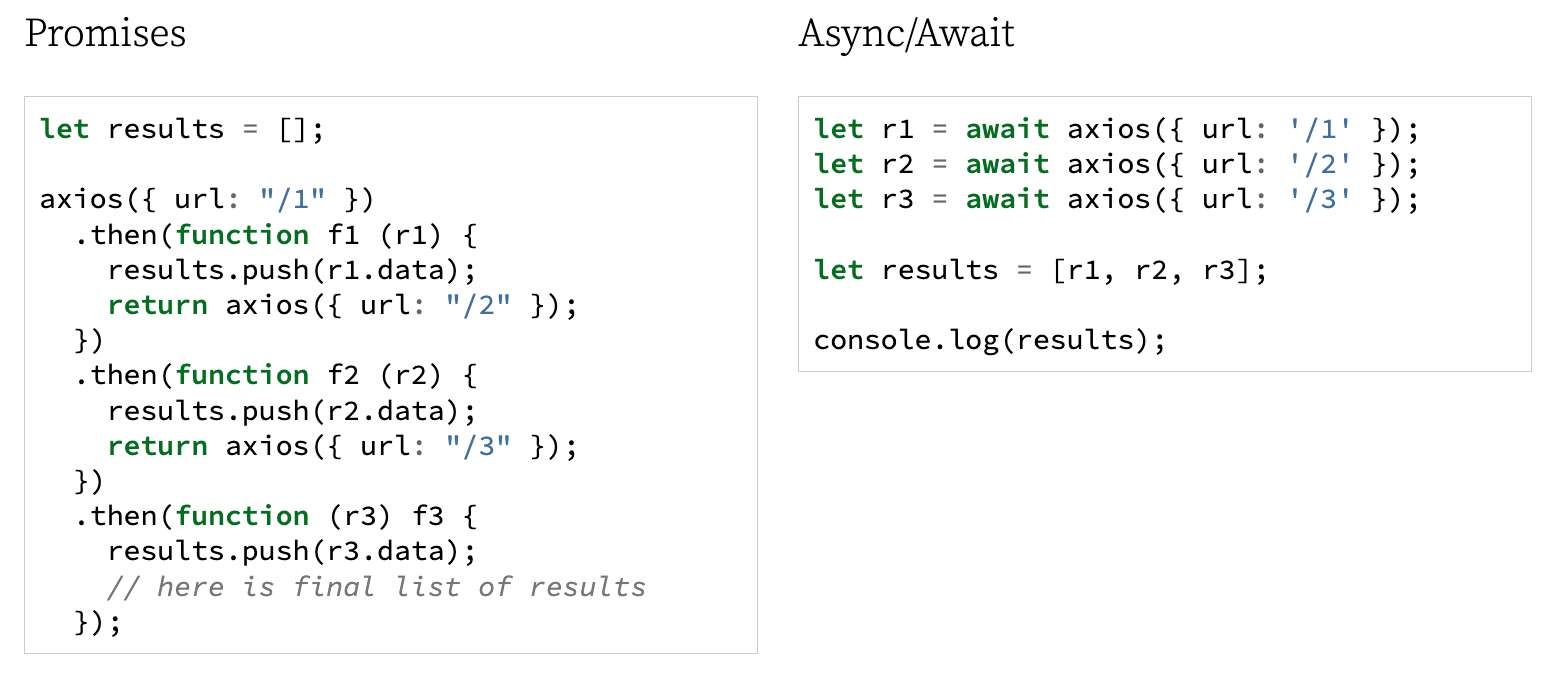 Promises
let results = [];
axios({ url: "/1" })
.then(function f1 (r1) {
results.push(r1.data);
return axios({ url: "/2" });
})
.then(function f2 (r2) {
results.push(r2.data);
return axios({ url: "/3" });
})
.then(function (r3) f3 {
results.push(r3.data);
// here is final list of results
});
Async/Await
let r1 = await axios({ url: '/1' });
let r2 = await axios({ url: '/2' });
let r3 = await axios({ url: '/3' });
let results = [r1, r2, r3];
console.log(results);